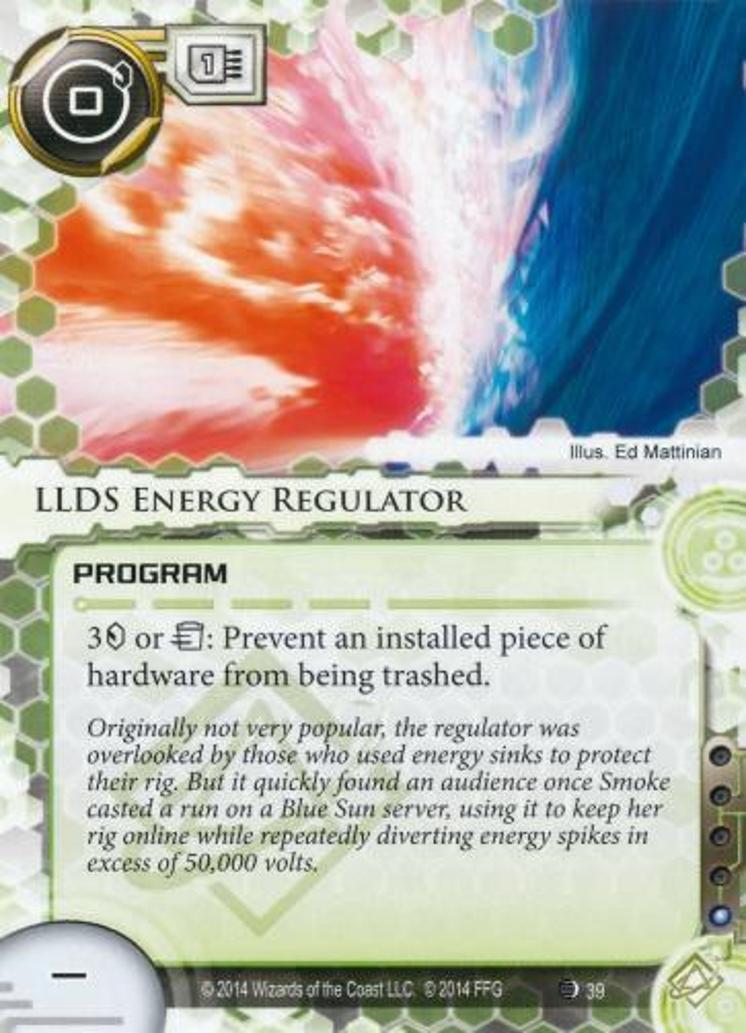 1
Illus. Ed Mattinian
LLDS ENERGY REGULATOR
PROGRAM
3 or : Prevent an installed piece of
hardware from being trashed.
Originally not very popular, the regulator was
overlooked by those who used energy sinks to protect
their rig. But it quickly found an audience once Smoke
casted a run on a Blue Sun server, using it to keep her
rig online while repeatedly diverting energy spikes in
excess of 50,000 volts.
–
© 2014 Wizards of the Coast LLC. © 2014 FFG 39